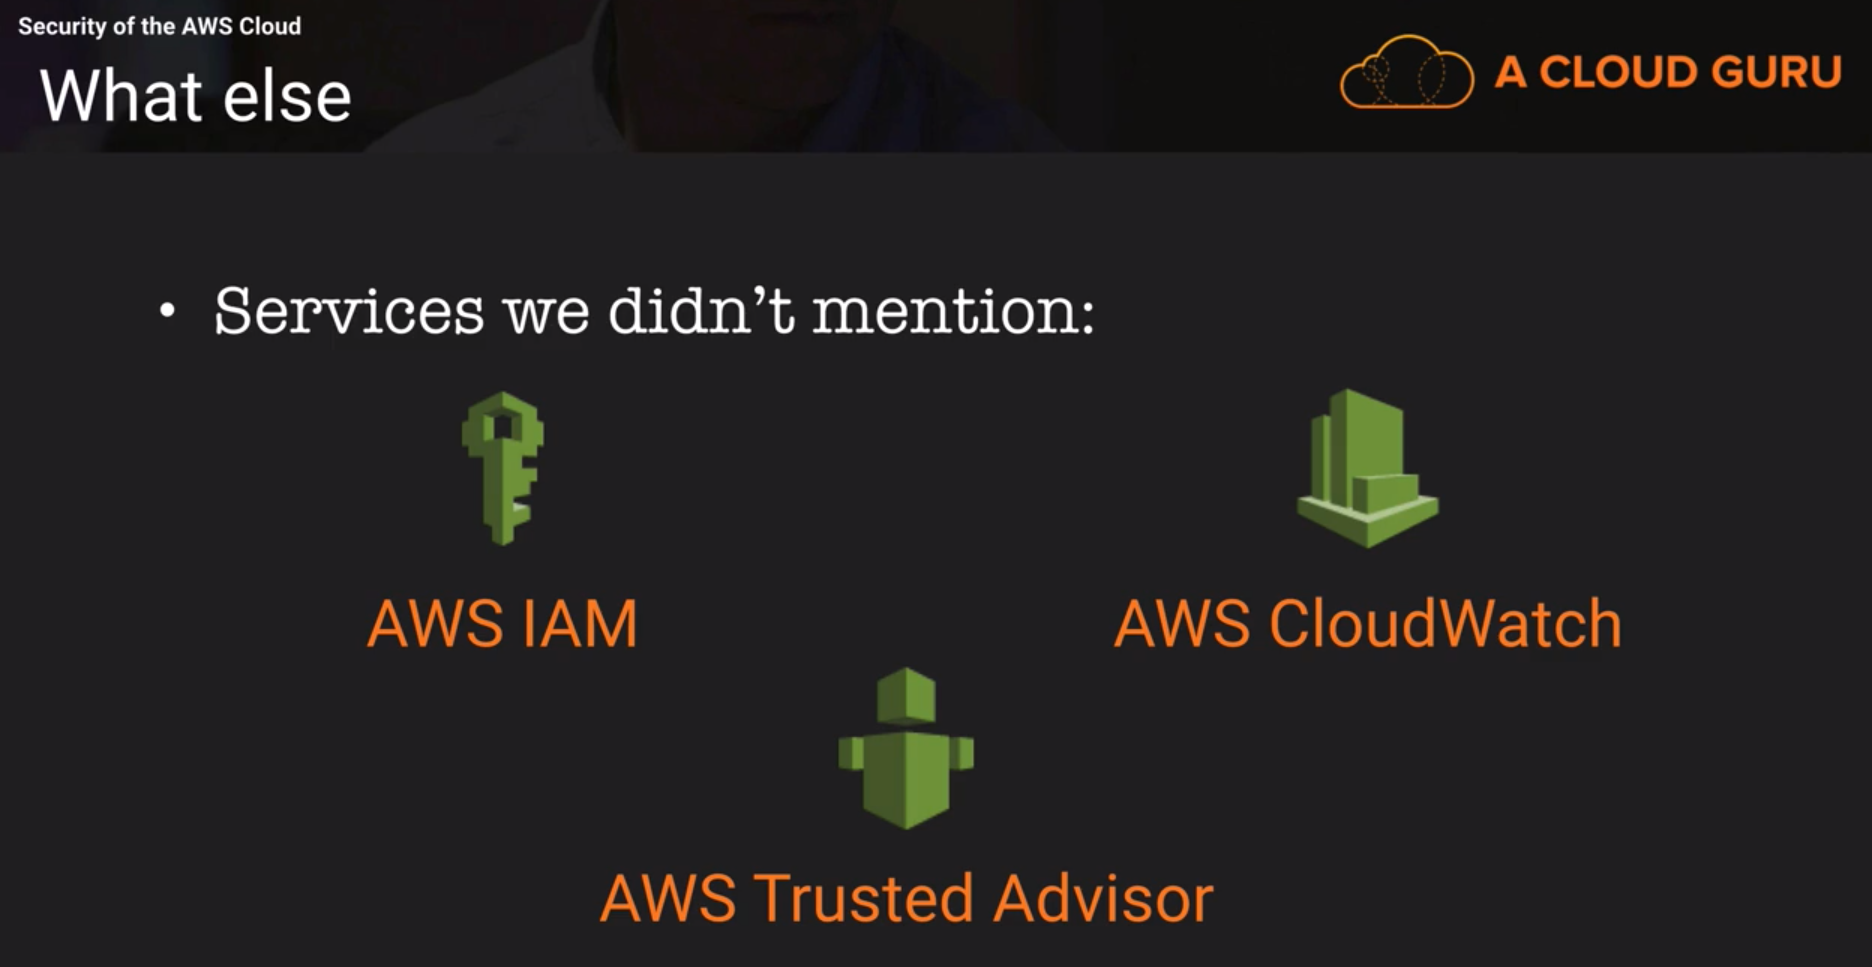 Security of the AWS Cloud
What else
A CLOUD GURU
• Services we didn’t mention:
AWS IAM
AWS CloudWatch
AWS Trusted Advisor